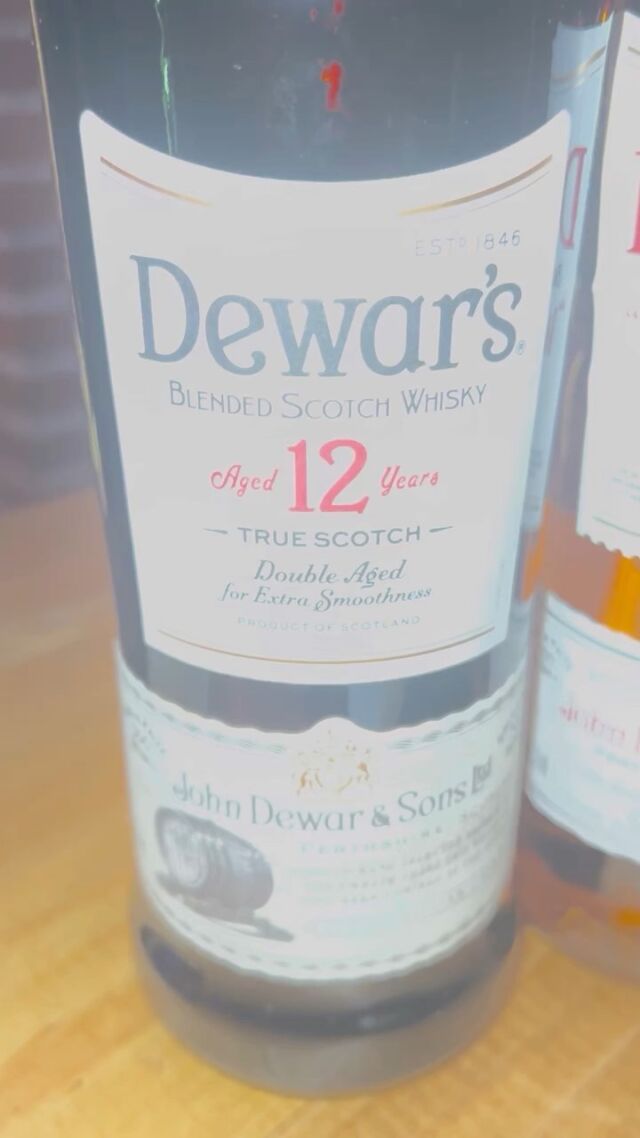 ESTD 1846
Dewar's
BLENDED SCOTCH WHISKY
Aged 12 Years
TRUE SCOTCH
Double Aged
for Extra Smoothness
PRODUCT OF SCOTLAND
John Dewar & Sons Ltd
PERTHSHIRE